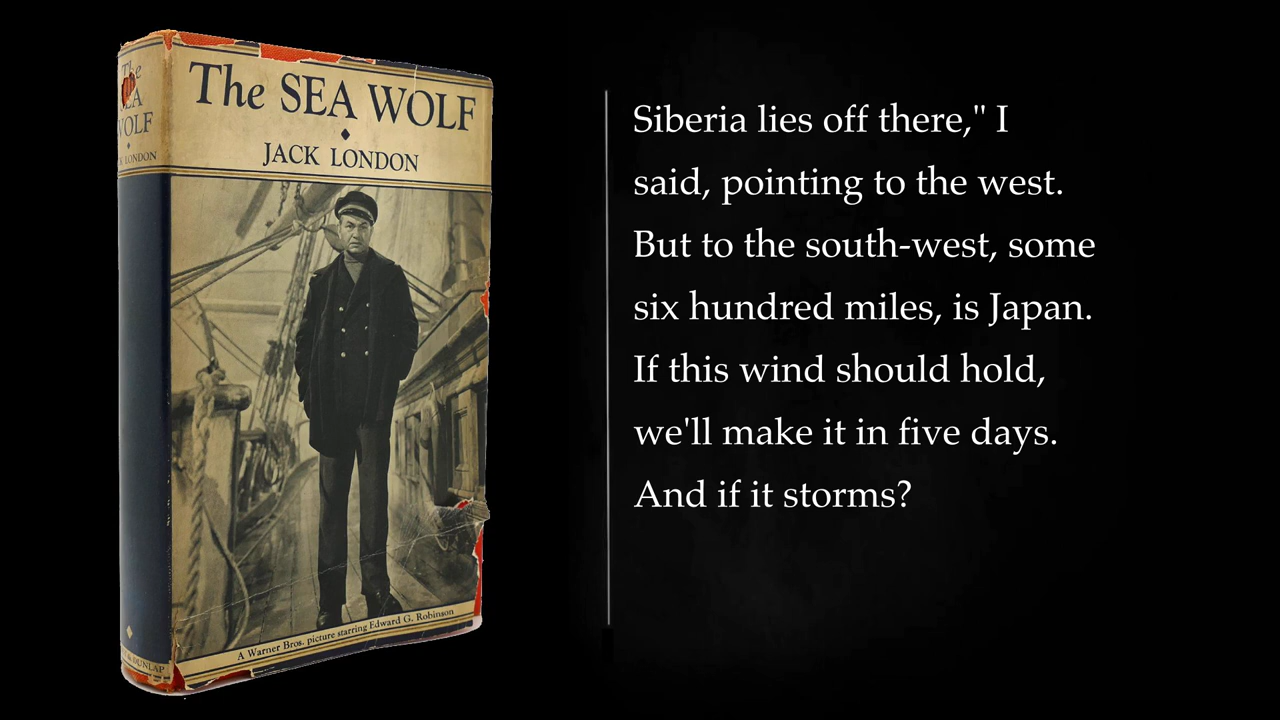 The SEA WOLF
JACK LONDON
The
SEA
WOLF
LONDON
A Warner Bros. picture starring Edward G. Robinson
DUNLAP
Siberia lies off there," I
said, pointing to the west.
But to the south-west, some
six hundred miles, is Japan.
If this wind should hold,
we'll make it in five days.
And if it storms?